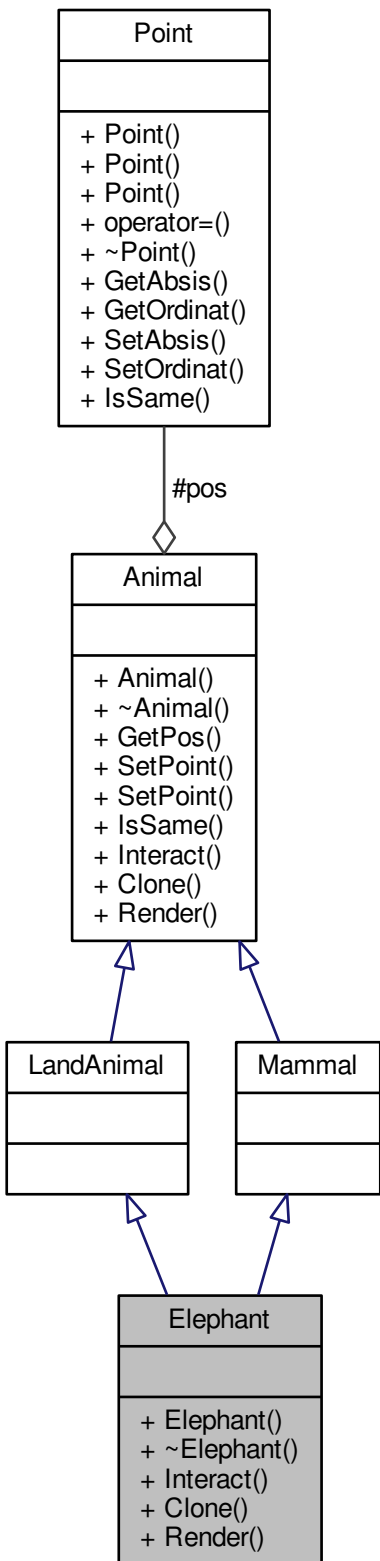 Point
+ Point()
+ Point()
+ Point()
+ operator=()
+ ~Point()
+ GetAbsis()
+ GetOrdinat()
+ SetAbsis()
+ SetOrdinat()
+ IsSame()
#pos
Animal
+ Animal()
+ ~Animal()
+ GetPos()
+ SetPoint()
+ SetPoint()
+ IsSame()
+ Interact()
+ Clone()
+ Render()
LandAnimal
Mammal
Elephant
+ Elephant()
+ ~Elephant()
+ Interact()
+ Clone()
+ Render()